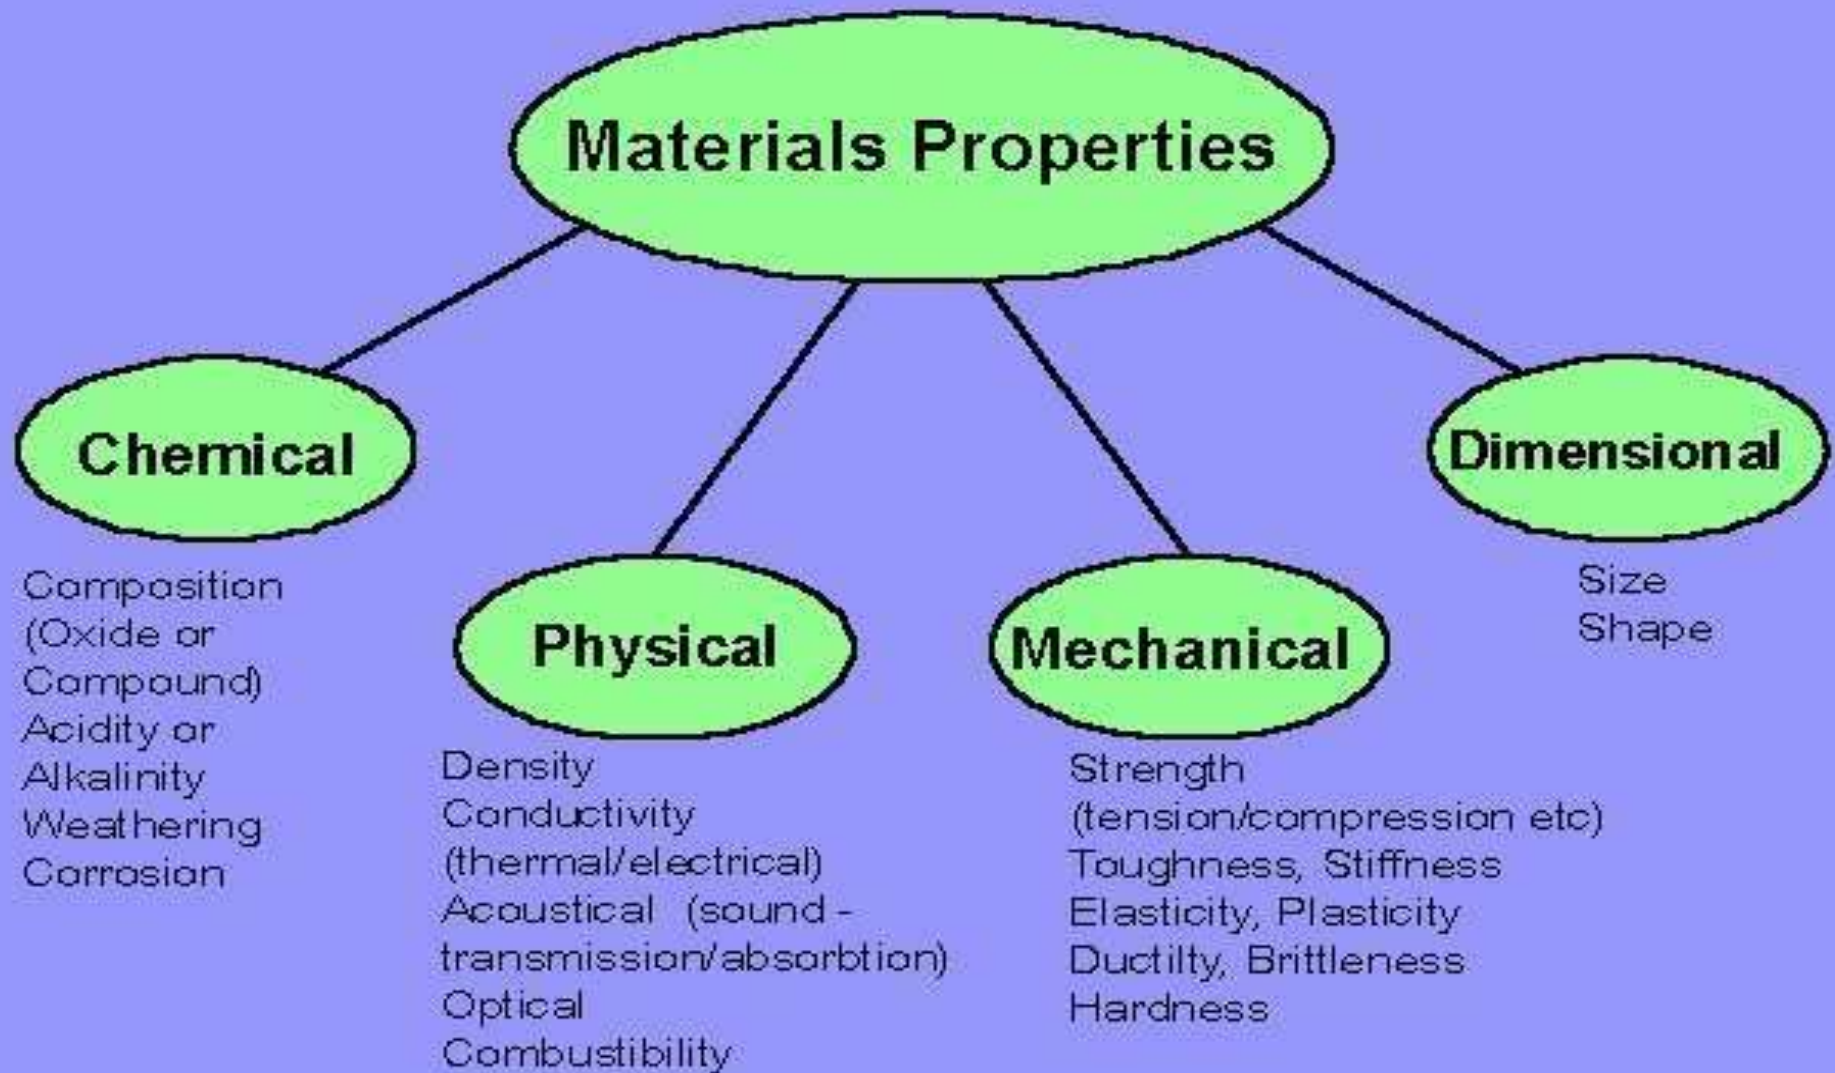 Materials Properties
Chemical
Composition
(Oxide or
Compound)
Acidity or
Alkalinity
Weathering
Corrosion
Physical
Density
Conductivity
(thermal/electrical)
Acoustical (sound -
transmission/absorbtion)
Optical
Combustibility
Mechanical
Strength
(tension/compression etc)
Toughness, Stiffness
Elasticity, Plasticity
Ductilty, Brittleness
Hardness
Dimensional
Size
Shape